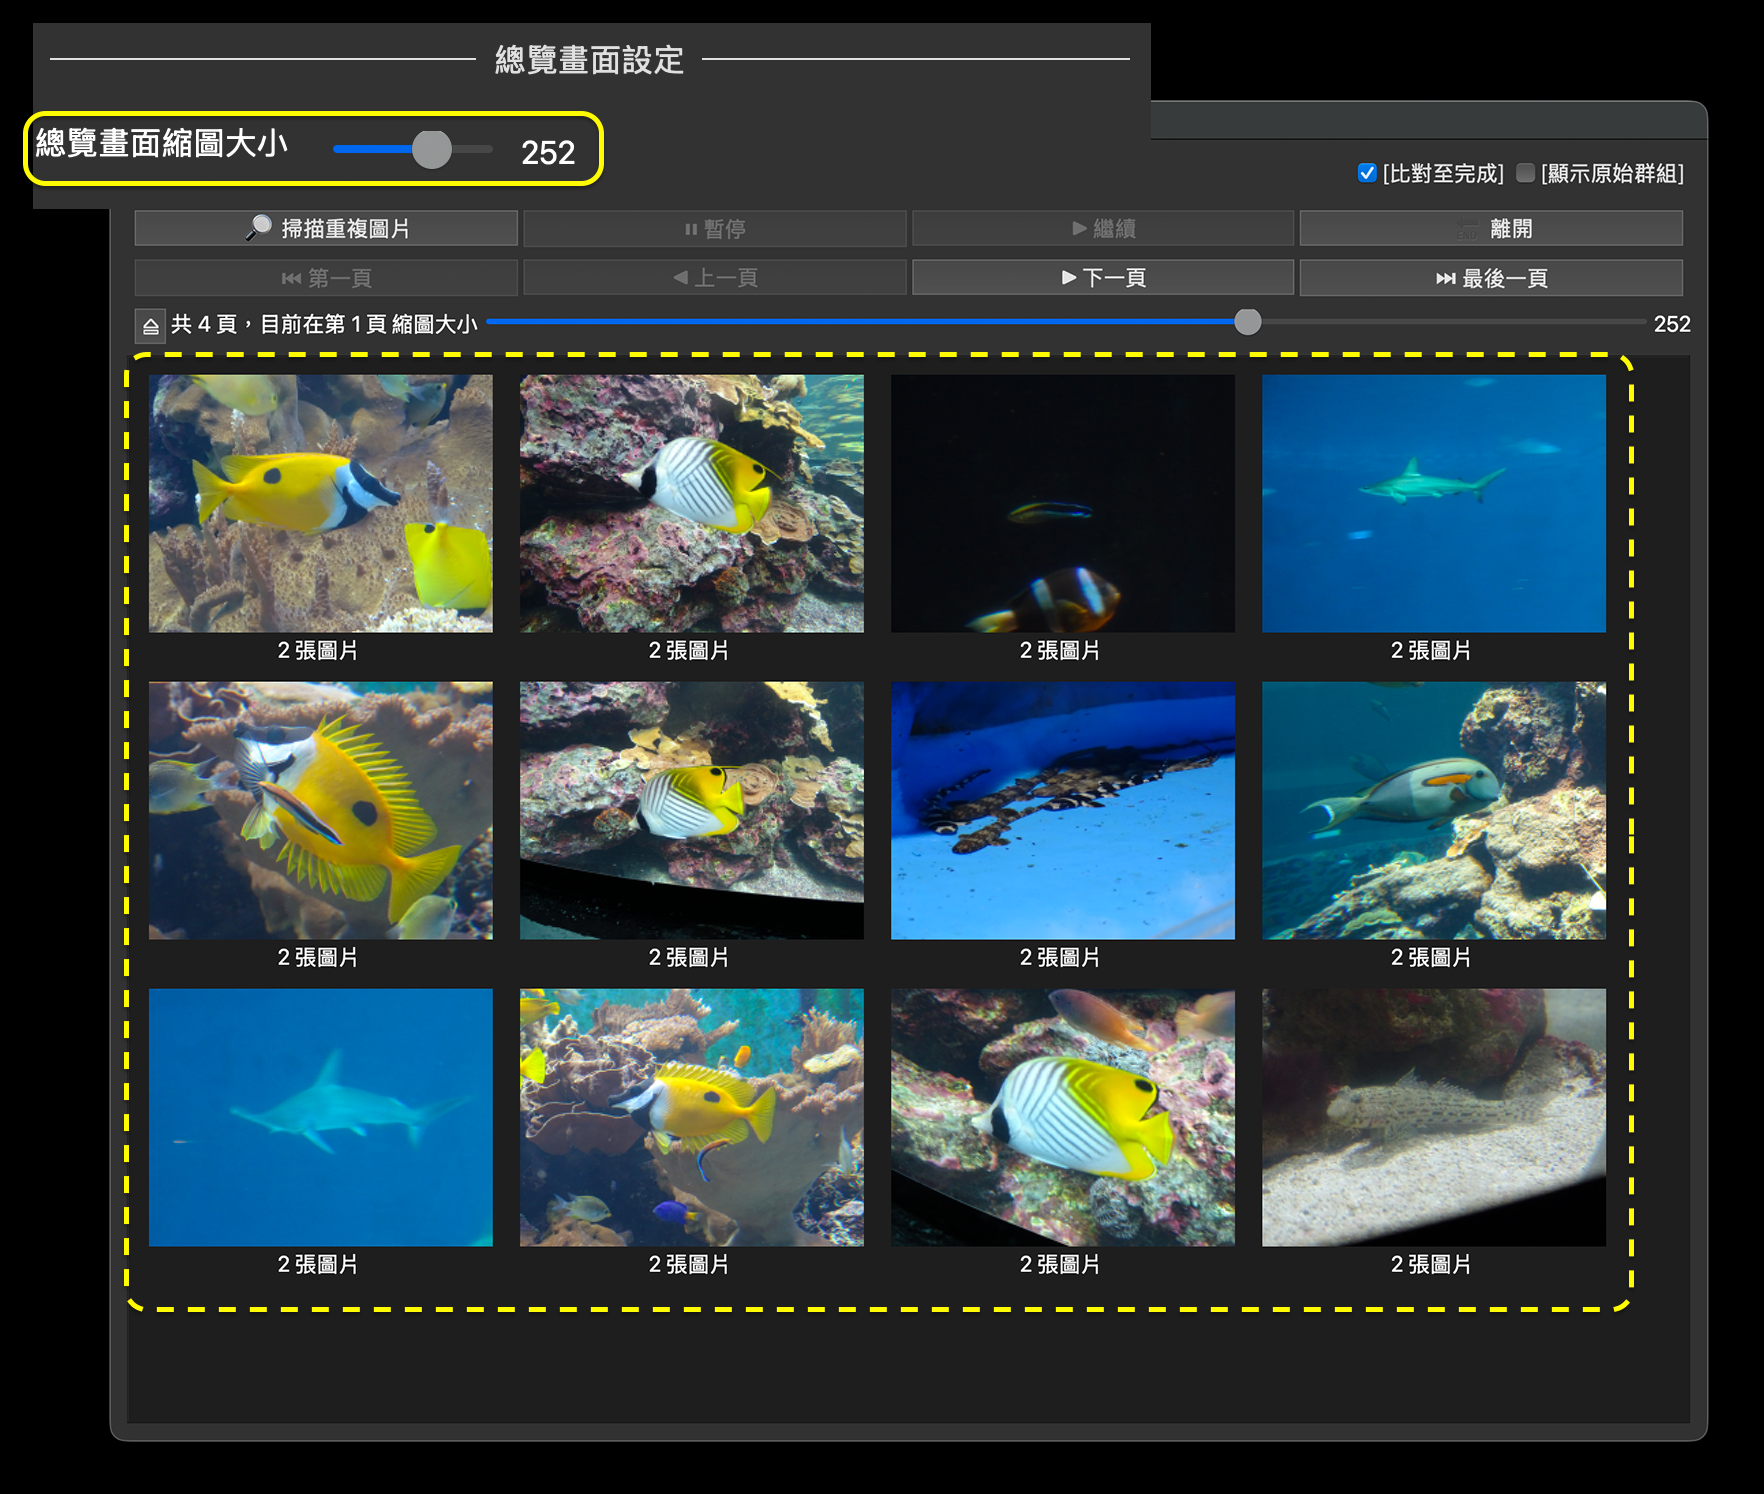 總覽畫面設定
總覽畫面縮圖大小 252
[比對至完成] [顯示原始群組]
掃描重複圖片 暫停 繼續 離開
第一頁 上一頁 下一頁 最後一頁
共 4 頁，目前在第 1 頁 縮圖大小 252
2 張圖片 2 張圖片 2 張圖片 2 張圖片
2 張圖片 2 張圖片 2 張圖片 2 張圖片
2 張圖片 2 張圖片 2 張圖片 2 張圖片